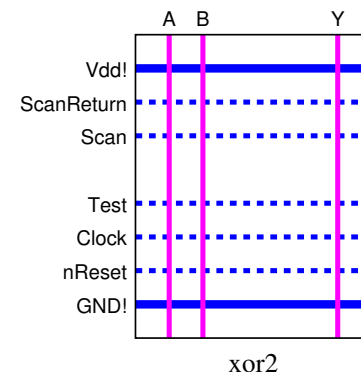 A B Y
Vdd!
ScanReturn
Scan
Test
Clock
nReset
GND!
xor2